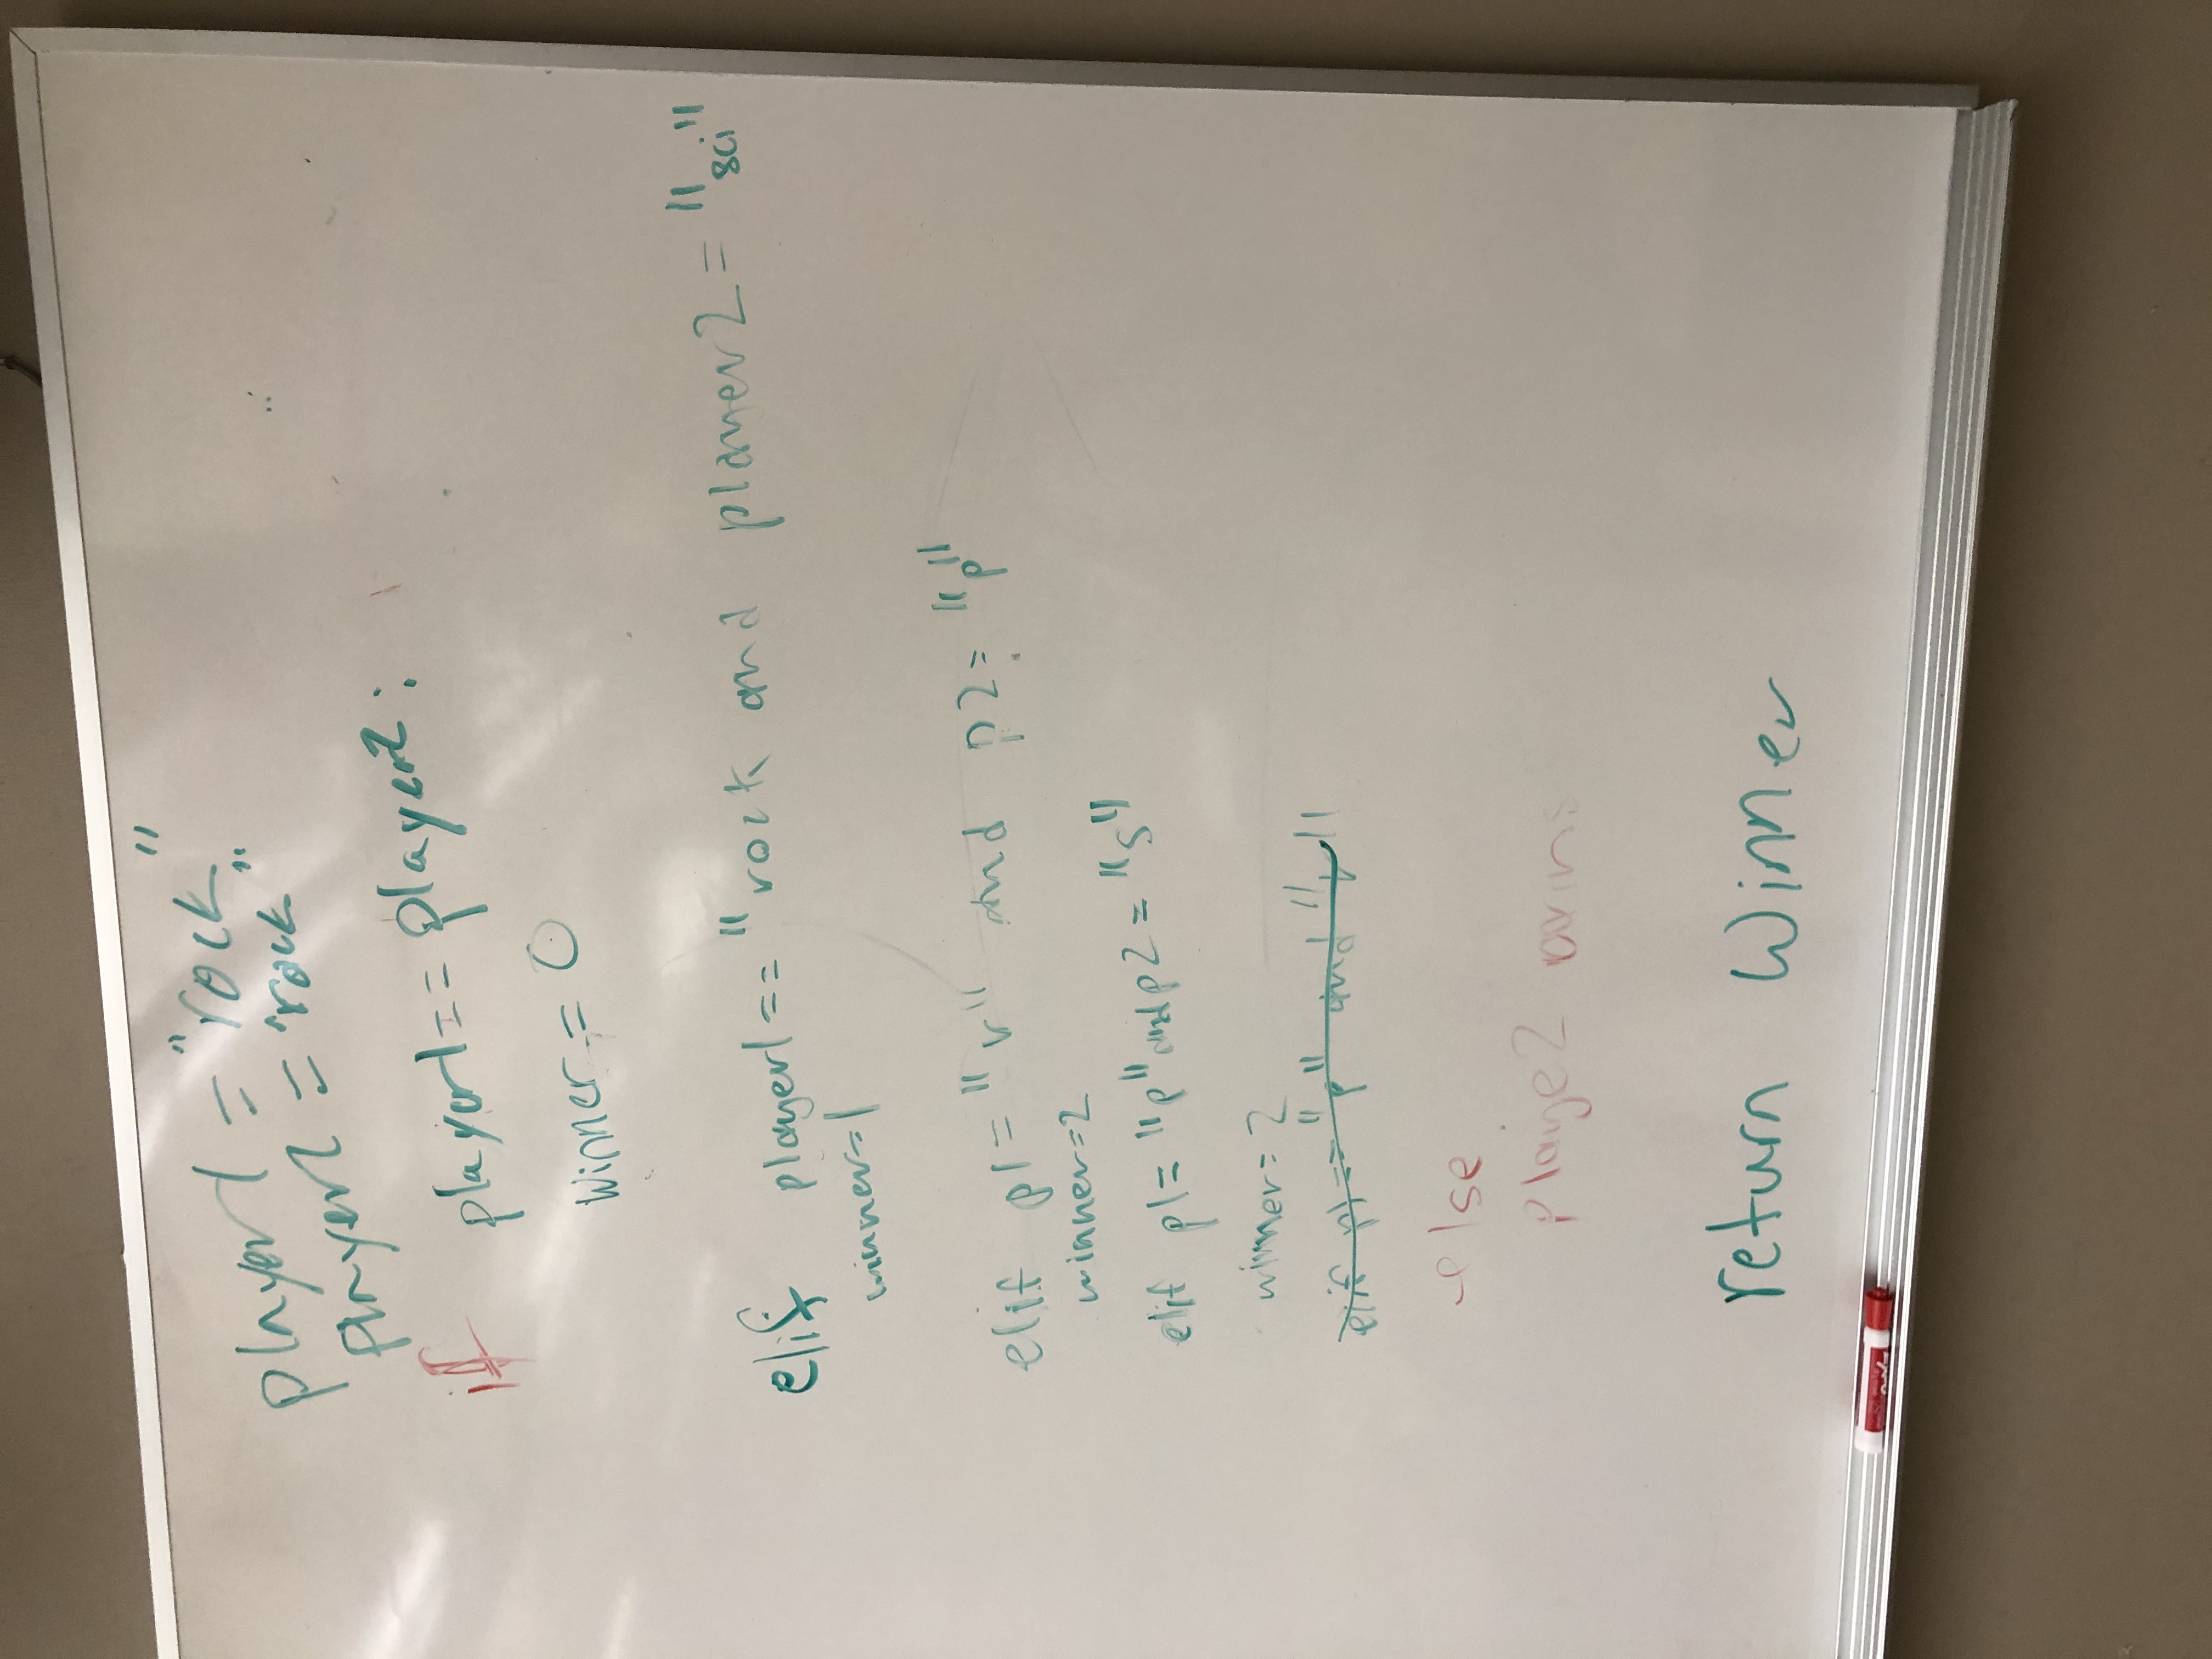 player1 = "rock"
player2 = "rock"
if player1 == player2 :
winner = 0
elif player1 == "rock and player2 = "sci"
winner=1
elif p1 = "r" and p2 = "p"
winner=2
elif p1 = "p" and p2 = "s"
winner = 2
elif p1 == "p" and "r"
else
playe2 wins
return Winner